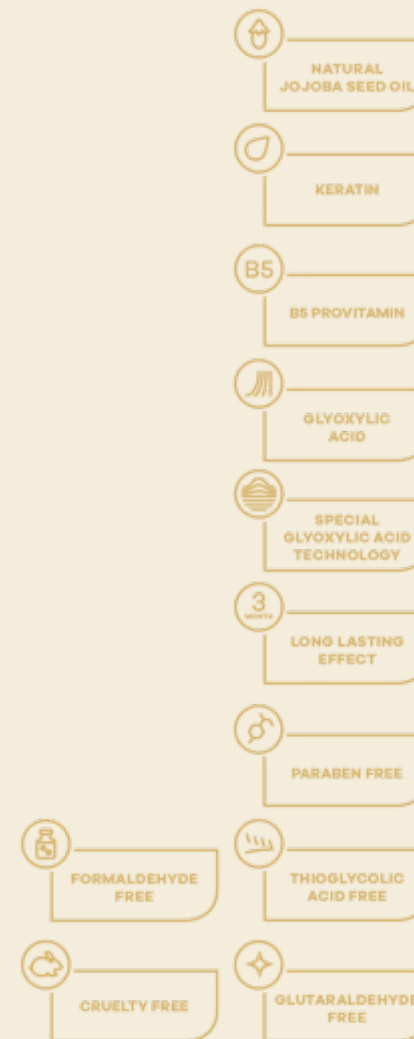 NATURAL
JOJOBA SEED OIL
KERATIN
B5
B5 PROVITAMIN
GLYOXYLIC
ACID
SPECIAL
GLYOXYLIC ACID
TECHNOLOGY
3
MONTH
LONG LASTING
EFFECT
PARABEN FREE
FORMALDEHYDE
FREE
THIOGLYCOLIC
ACID FREE
CRUELTY FREE
GLUTARALDEHYDE
FREE